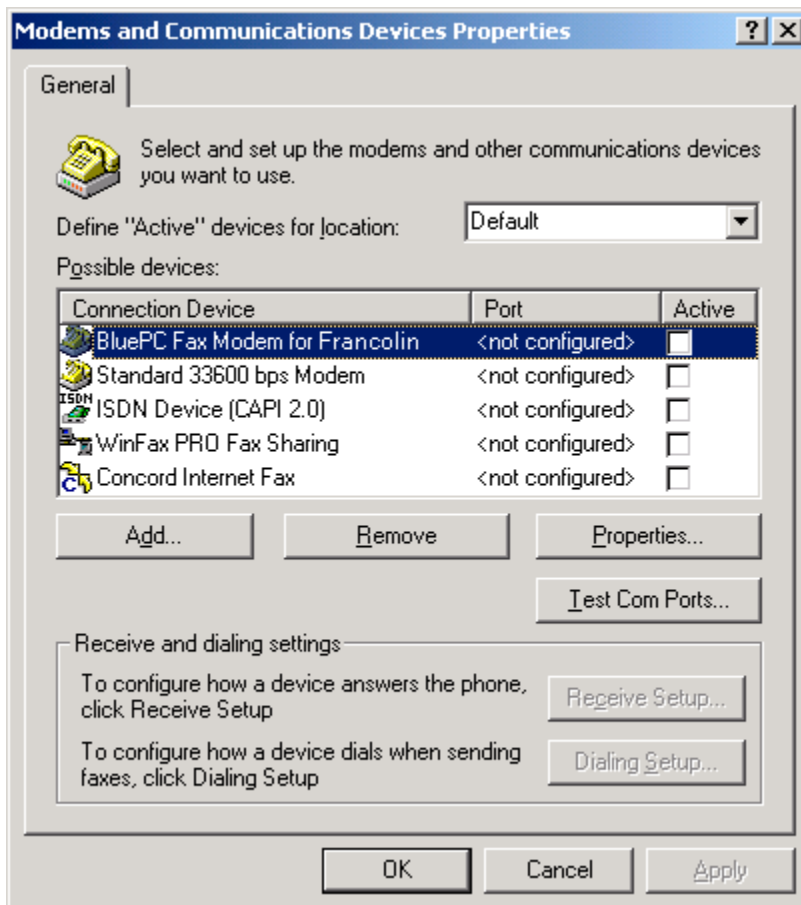 Modems and Communications Devices Properties
General
Select and set up the modems and other communications devices
you want to use.
Define "Active" devices for location: Default
Possible devices:
Connection Device Port Active
BluePC Fax Modem for Francolin <not configured>
Standard 33600 bps Modem <not configured>
ISDN ISDN Device (CAPI 2.0) <not configured>
WinFax PRO Fax Sharing <not configured>
Concord Internet Fax <not configured>
Add... Remove Properties...
Test Com Ports...
Receive and dialing settings
To configure how a device answers the phone,
click Receive Setup
Receive Setup...
To configure how a device dials when sending
faxes, click Dialing Setup
Dialing Setup...
OK Cancel Apply